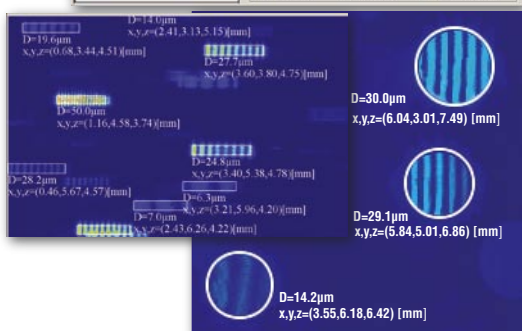 D=14.0μm
x,y,z=(2.41,3.13,5.15)[mm]
D=19.6μm
x,y,z=(0.68,3.44,4.51)[mm]
D=27.7μm
x,y,z=(3.60,3.80,4.75)[mm]
D=50.0μm
x,y,z=(1.16,4.58,3.74)[mm]
D=24.8μm
x,y,z=(3.40,5.38,4.78)[mm]
D=28.2μm
x,y,z=(0.46,5.67,4.57)[mm]
D=6.3μm
x,y,z=(3.21,5.96,4.20)[mm]
D=7.0μm
x,y,z=(2.43,6.26,4.22)[mm]
D=30.0μm
x,y,z=(6.04,3.01,7.49) [mm]
D=29.1μm
x,y,z=(5.84,5.01,6.86) [mm]
D=14.2μm
x,y,z=(3.55,6.18,6.42) [mm]